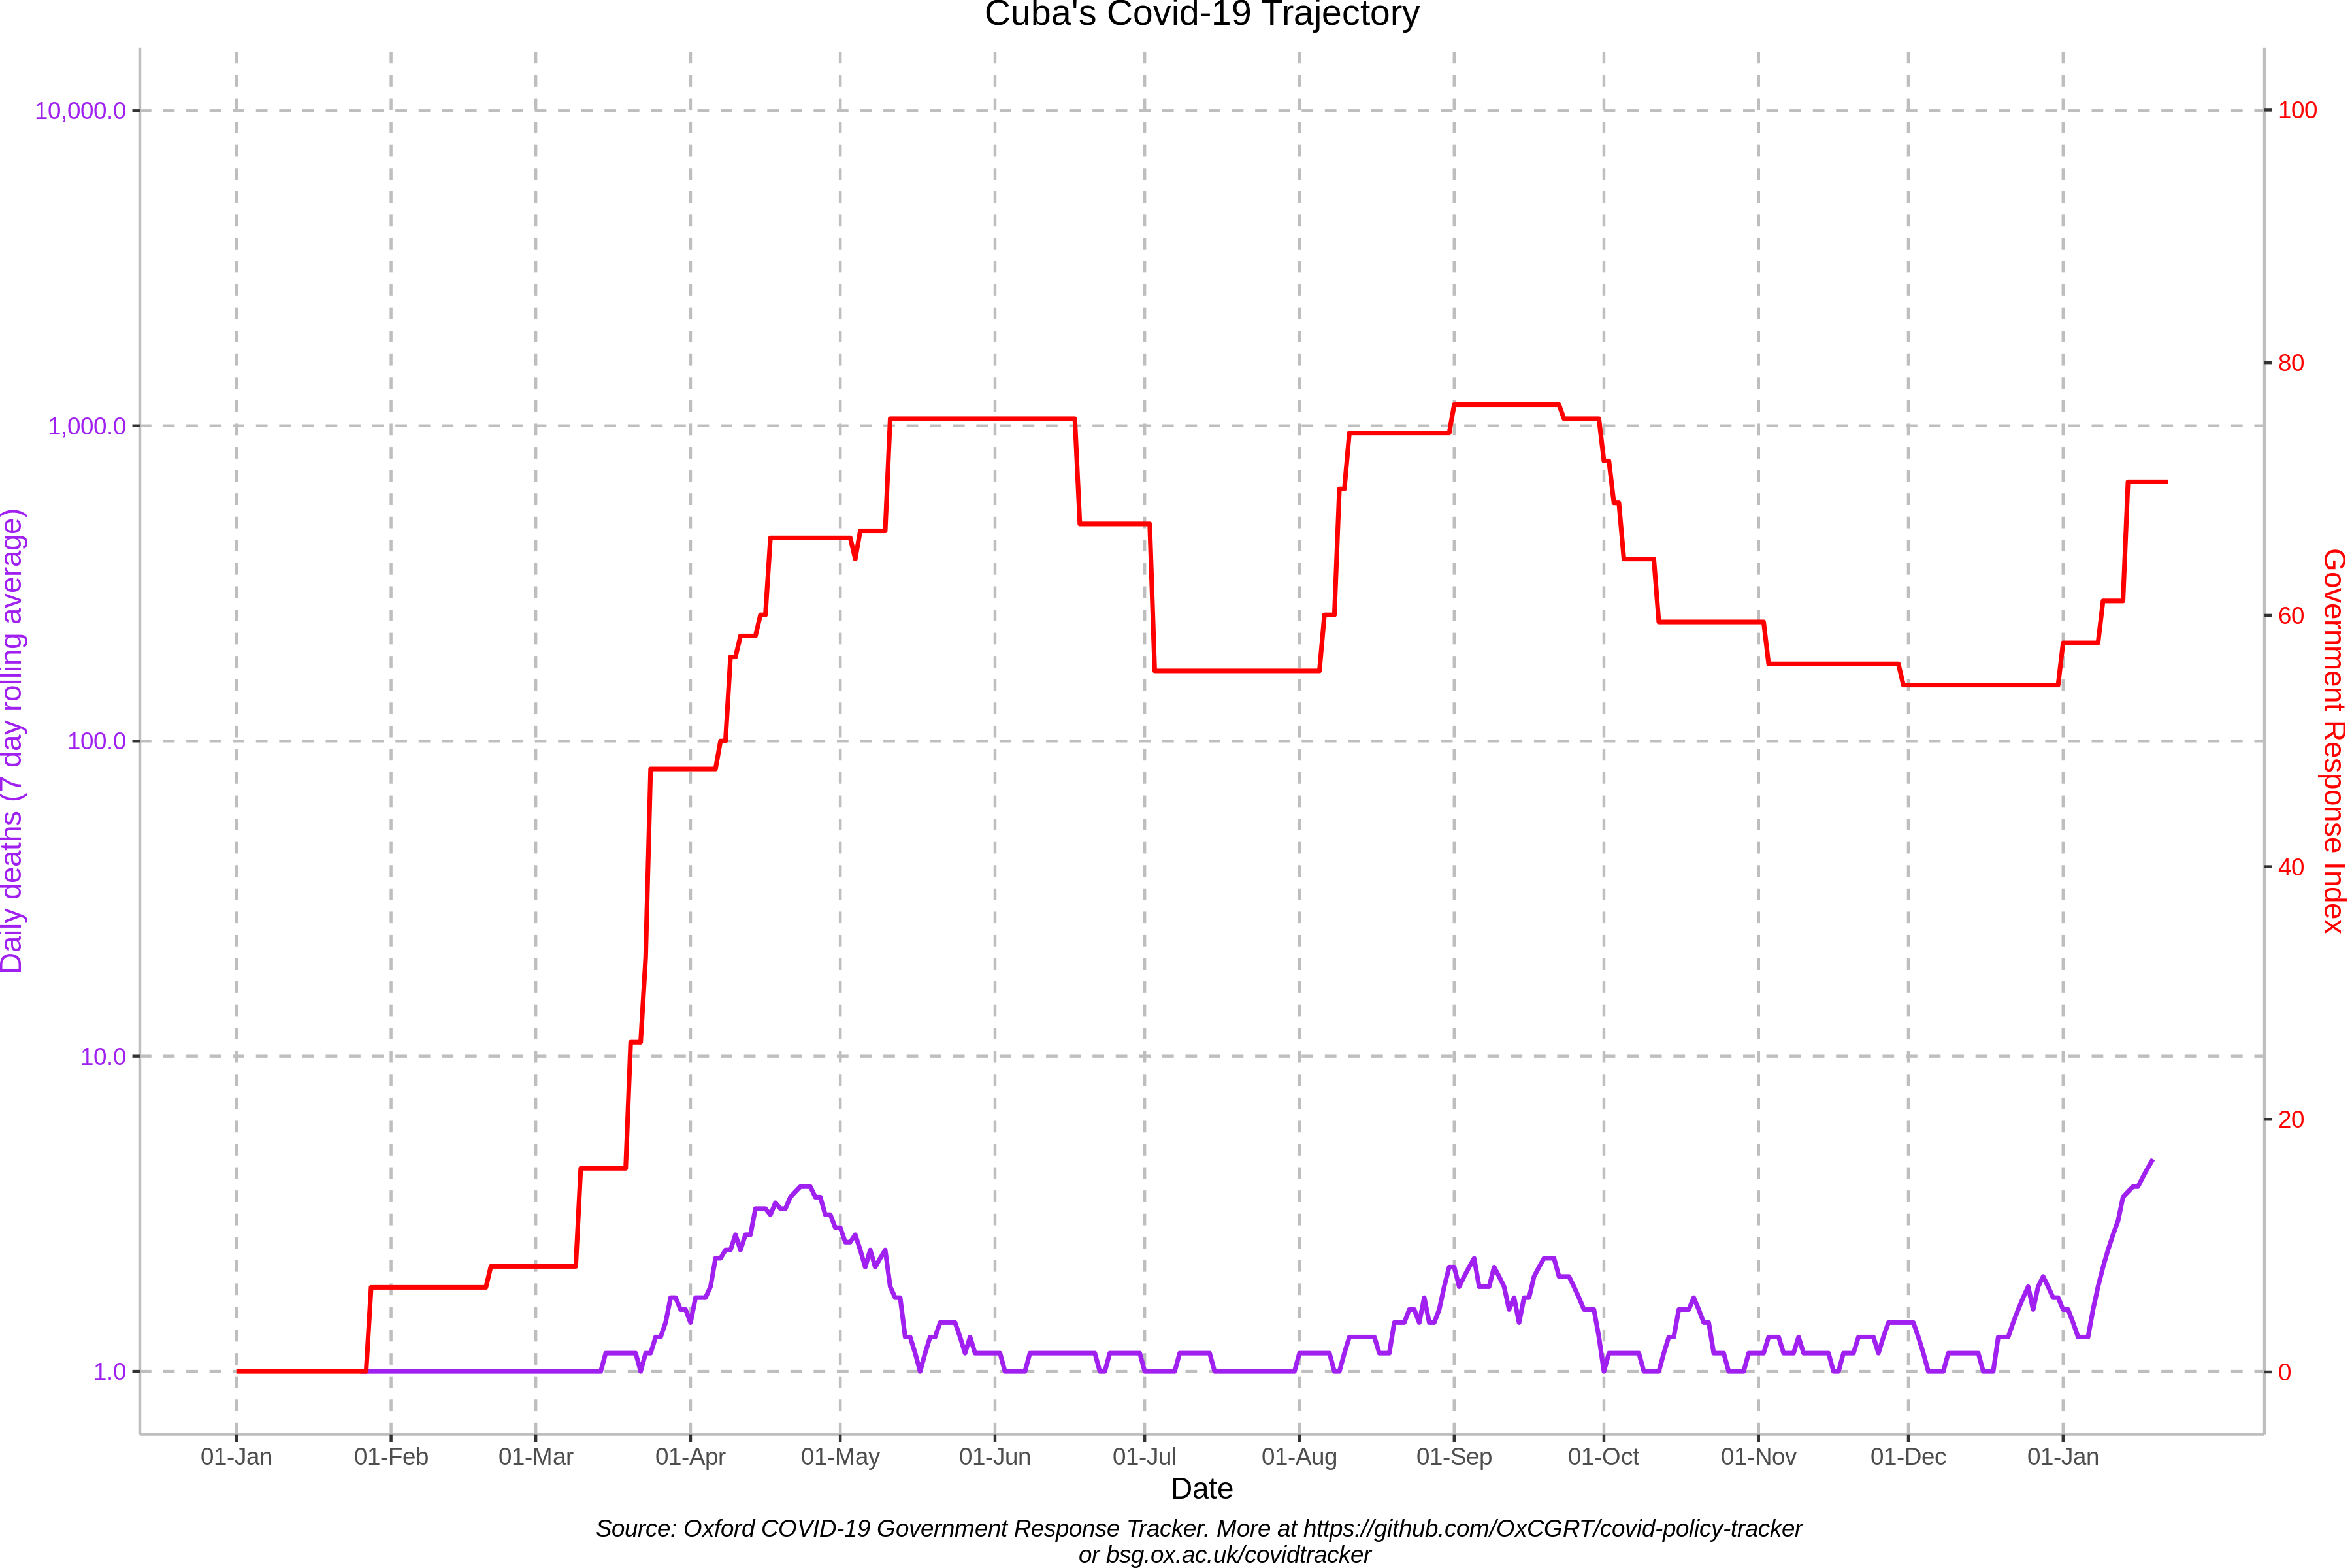 Cuba's Covid-19 Trajectory
10,000.0
1,000.0
100.0
10.0
1.0
Daily deaths (7 day rolling average)
100
80
60
40
20
0
Government Response Index
01-Jan 01-Feb 01-Mar 01-Apr 01-May 01-Jun 01-Jul 01-Aug 01-Sep 01-Oct 01-Nov 01-Dec 01-Jan
Date
Source: Oxford COVID-19 Government Response Tracker. More at https://github.com/OxCGRT/covid-policy-tracker
or bsg.ox.ac.uk/covidtracker